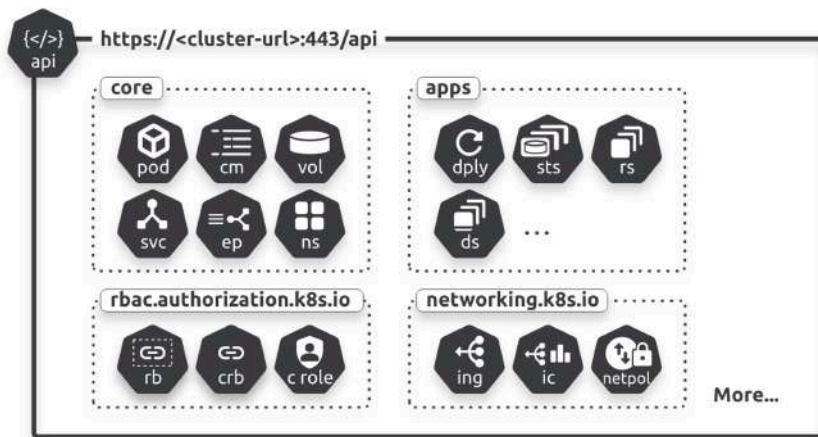 {</>}
api
https://<cluster-url>:443/api
core
pod cm vol
svc ep ns
apps
dply sts rs
ds ...
rbac.authorization.k8s.io
rb crb c role
networking.k8s.io
ing ic netpol
More...